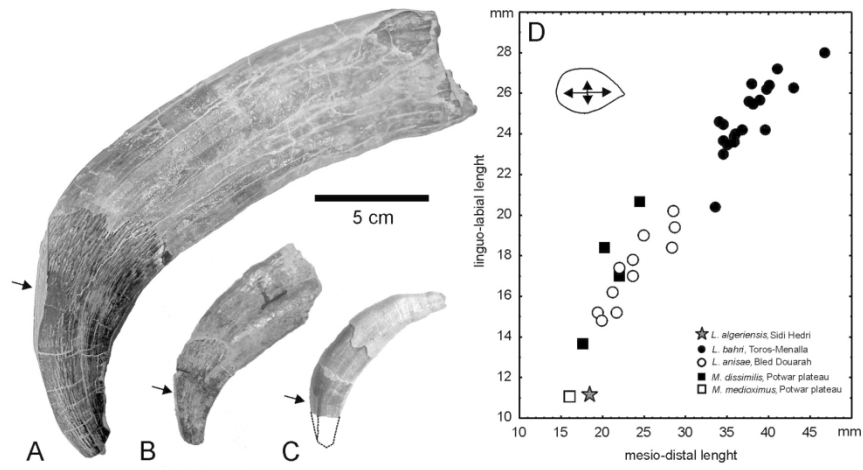 A
B
C
5 cm
mm
D
linguo-labial lenght
28
26
24
22
20
18
16
14
12
10
L. algeriensis, Sidi Hedri
L. bahri, Toros-Menalla
L. anisae, Bled Douarah
M. dissimilis, Potwar plateau
M. medioximus, Potwar plateau
10 15 20 25 30 35 40 45 mm
mesio-distal lenght